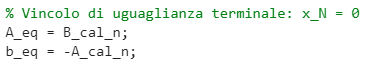 % Vincolo di uguaglianza terminale: x_N = 0
A_eq = B_cal_n;
b_eq = -A_cal_n;